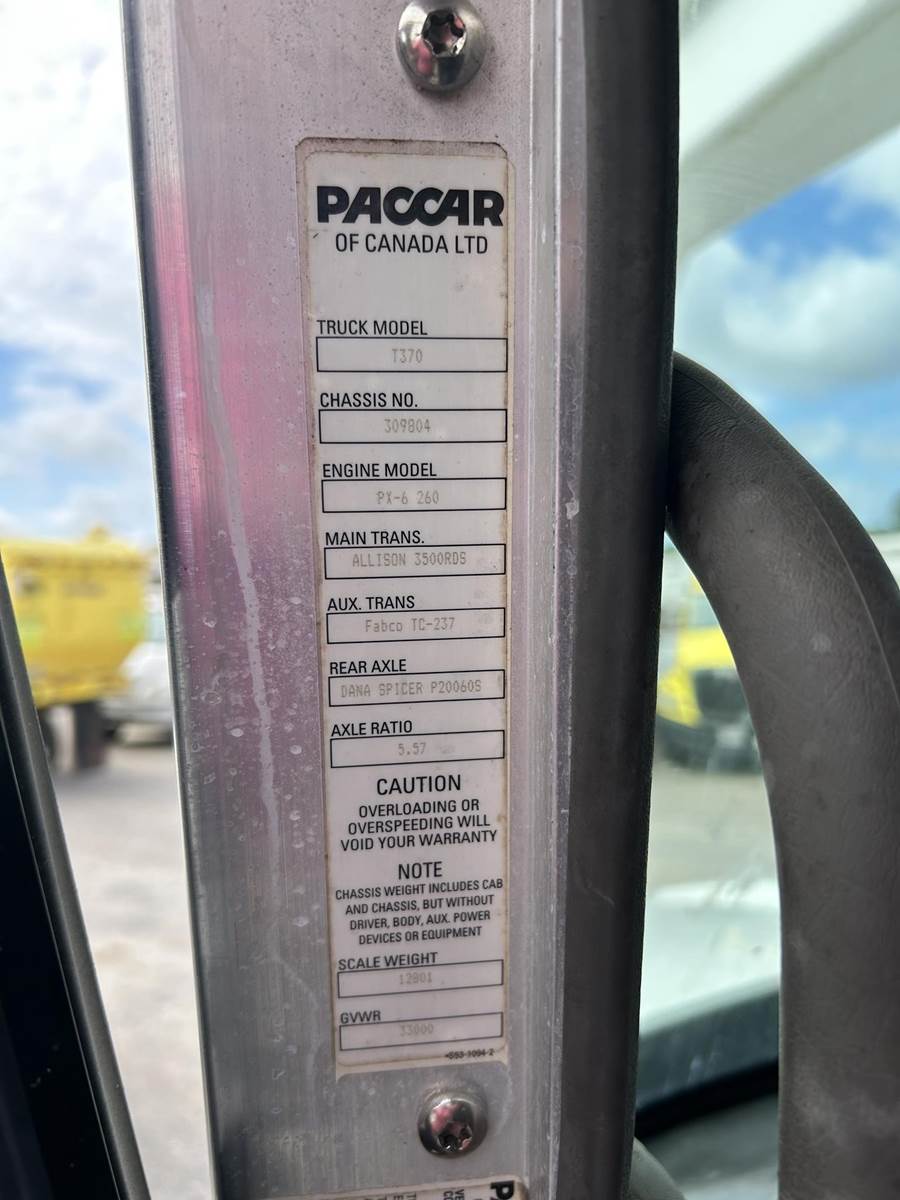 PACCAR
OF CANADA LTD
TRUCK MODEL
T370
CHASSIS NO.
309804
ENGINE MODEL
PX-6 260
MAIN TRANS.
ALLISON 3500RDS
AUX. TRANS
Fabco TC-237
REAR AXLE
DANA SPICER P20060S
AXLE RATIO
5.57
CAUTION
OVERLOADING OR
OVERSPEEDING WILL
VOID YOUR WARRANTY
NOTE
CHASSIS WEIGHT INCLUDES CAB
AND CHASSIS, BUT WITHOUT
DRIVER, BODY, AUX. POWER
DEVICES OR EQUIPMENT
SCALE WEIGHT
12801
GVWR
33000